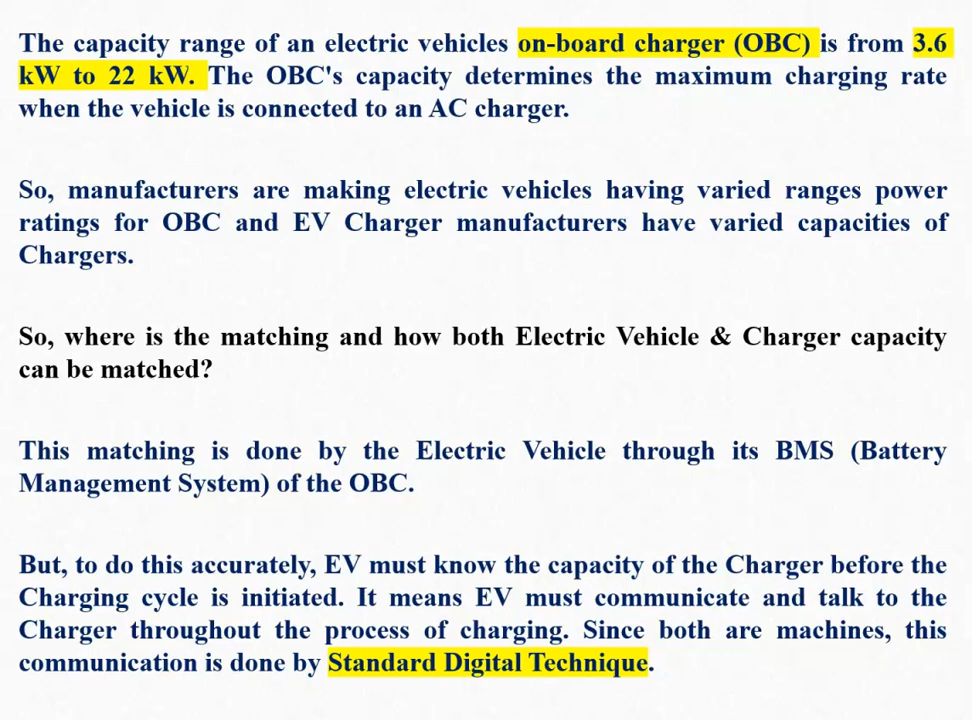 The capacity range of an electric vehicles on-board charger (OBC) is from 3.6
kW to 22 kW. The OBC's capacity determines the maximum charging rate
when the vehicle is connected to an AC charger.
So, manufacturers are making electric vehicles having varied ranges power
ratings for OBC and EV Charger manufacturers have varied capacities of
Chargers.
So, where is the matching and how both Electric Vehicle & Charger capacity
can be matched?
This matching is done by the Electric Vehicle through its BMS (Battery
Management System) of the OBC.
But, to do this accurately, EV must know the capacity of the Charger before the
Charging cycle is initiated. It means EV must communicate and talk to the
Charger throughout the process of charging. Since both are machines, this
communication is done by Standard Digital Technique.